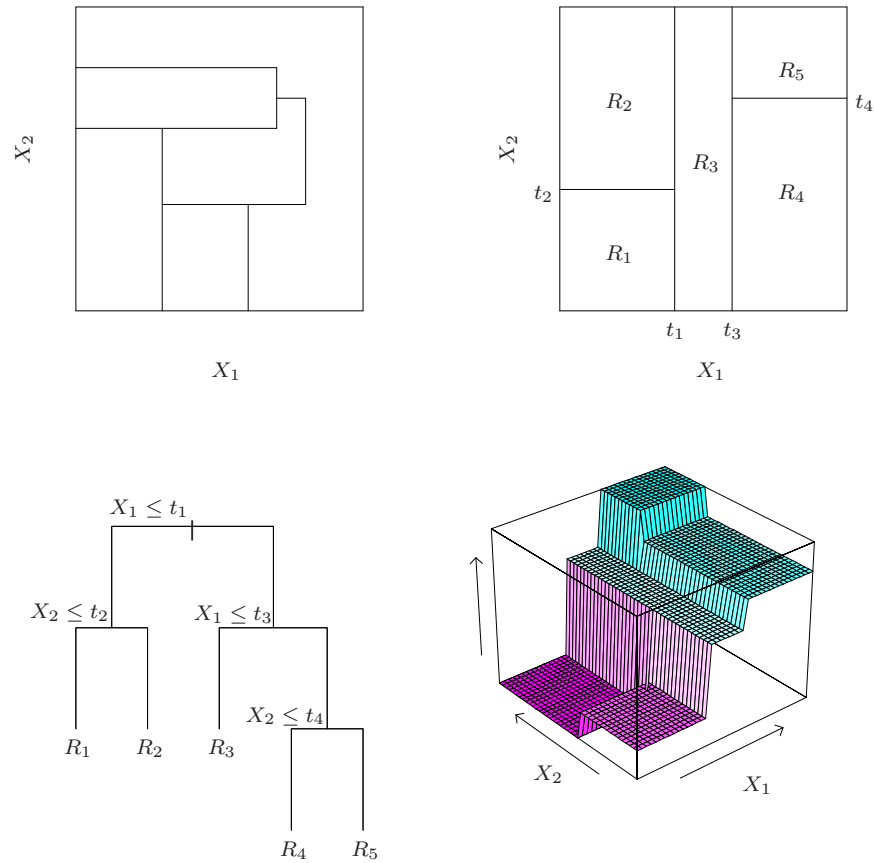 X₂
X₁
R₅
R₂
t₄
X₂
R₃
t₂
R₄
R₁
t₁
t₃
X₁
X₁ ≤ t₁
X₂ ≤ t₂
X₁ ≤ t₃
X₂ ≤ t₄
R₁
R₂
R₃
R₄
R₅
X₂
X₁